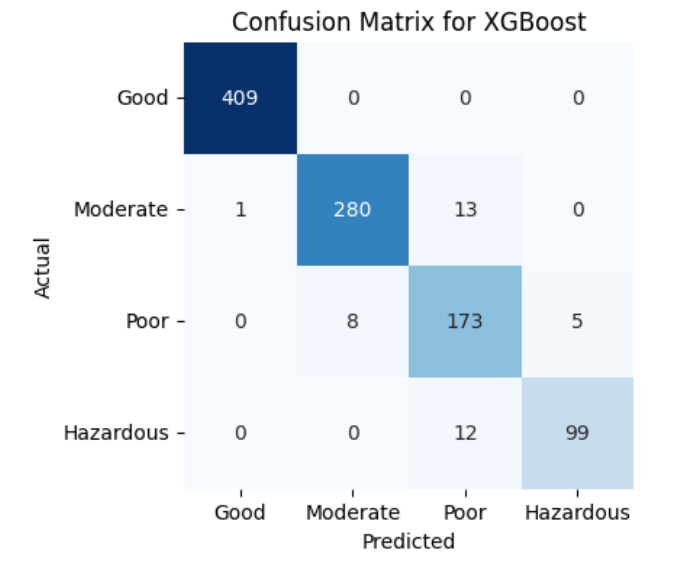 Confusion Matrix for XGBoost
Good 409 0 0 0
Moderate 1 280 13 0
Poor 0 8 173 5
Hazardous 0 0 12 99
Good Moderate Poor Hazardous
Predicted
Actual